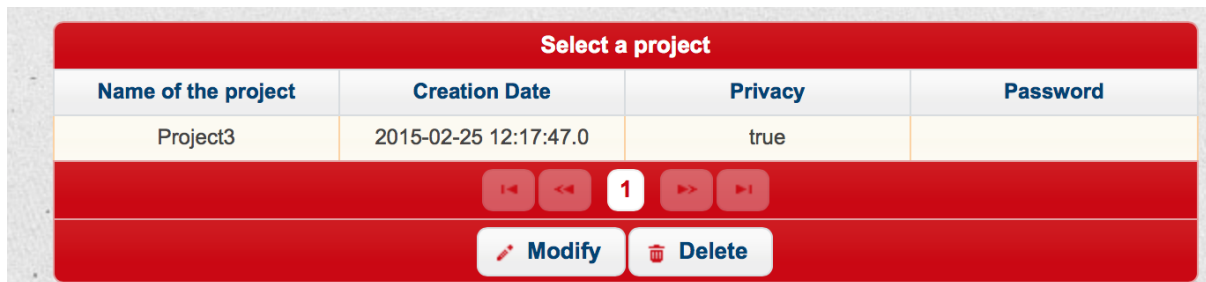 Select a project
Name of the project Creation Date Privacy Password
Project3 2015-02-25 12:17:47.0 true
1
Modify Delete